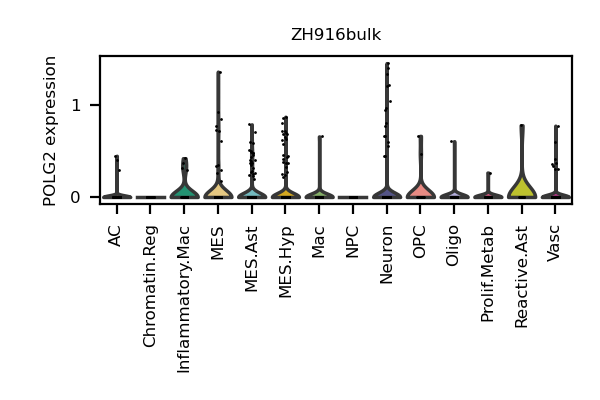 ZH916bulk
POLG2 expression
1
0
AC
Chromatin.Reg
Inflammatory.Mac
MES
MES.Ast
MES.Hyp
Mac
NPC
Neuron
OPC
Oligo
Prolif.Metab
Reactive.Ast
Vasc